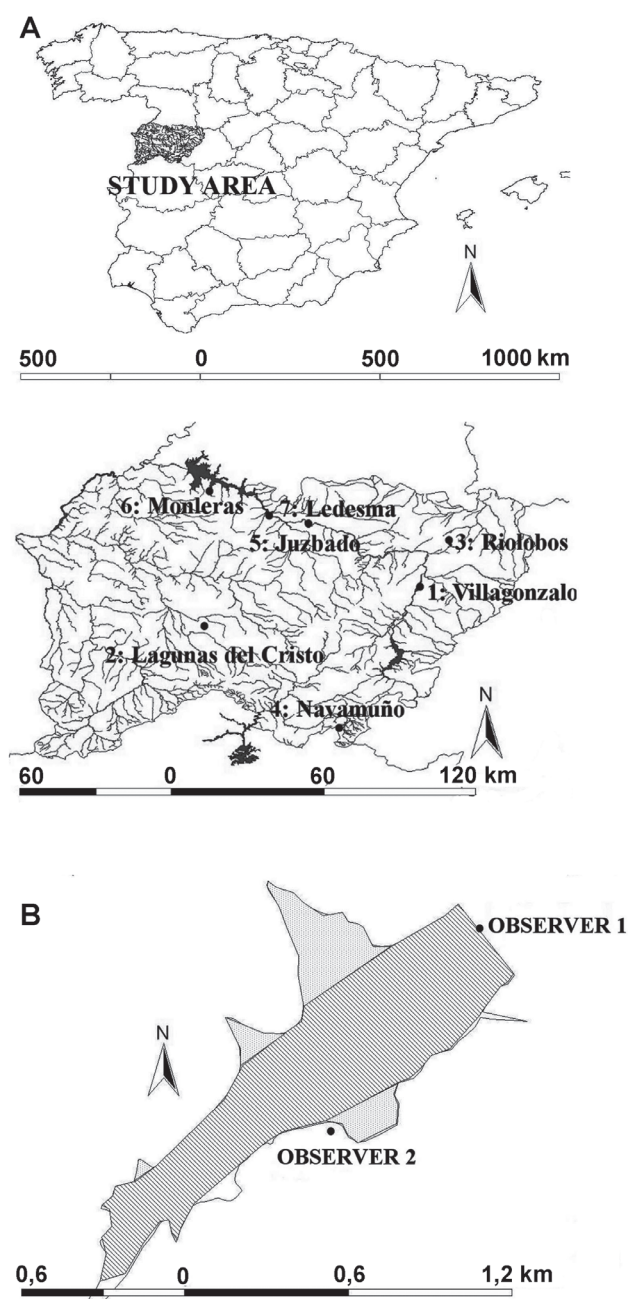 A
STUDY AREA
N
500 0 500 1000 km
6: Monleras
7: Ledesma
5: Juzbado
3: Riolobos
1: Villagonzalo
2: Lagunas del Cristo
4: Navamuño
N
60 0 60 120 km
B
OBSERVER 1
N
OBSERVER 2
0,6 0 0,6 1,2 km